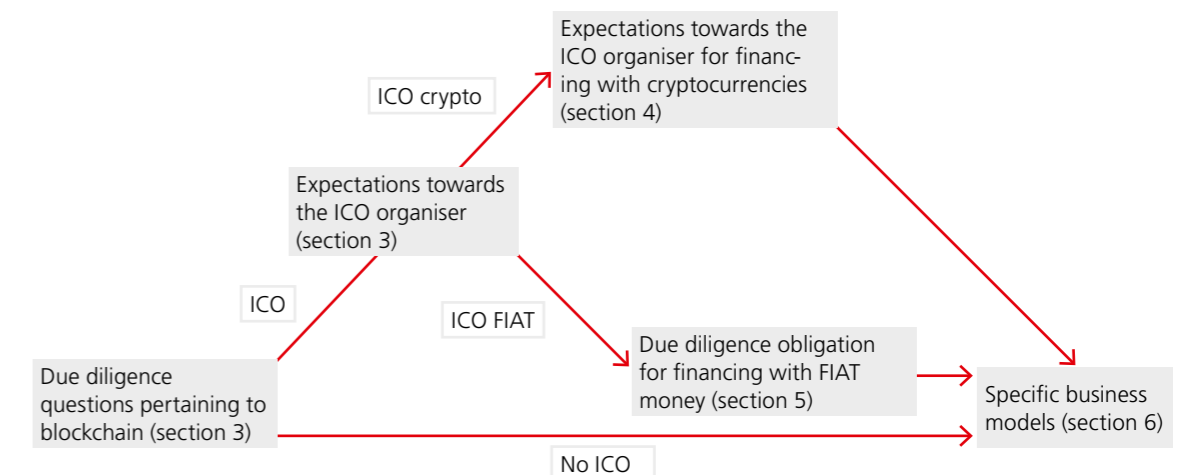 Expectations towards the
ICO organiser for financ-
ing with cryptocurrencies
(section 4)
ICO crypto
Expectations towards
the ICO organiser
(section 3)
ICO
ICO FIAT
Due diligence obligation
for financing with FIAT
money (section 5)
Due diligence
questions pertaining to
blockchain (section 3)
Specific business
models (section 6)
No ICO